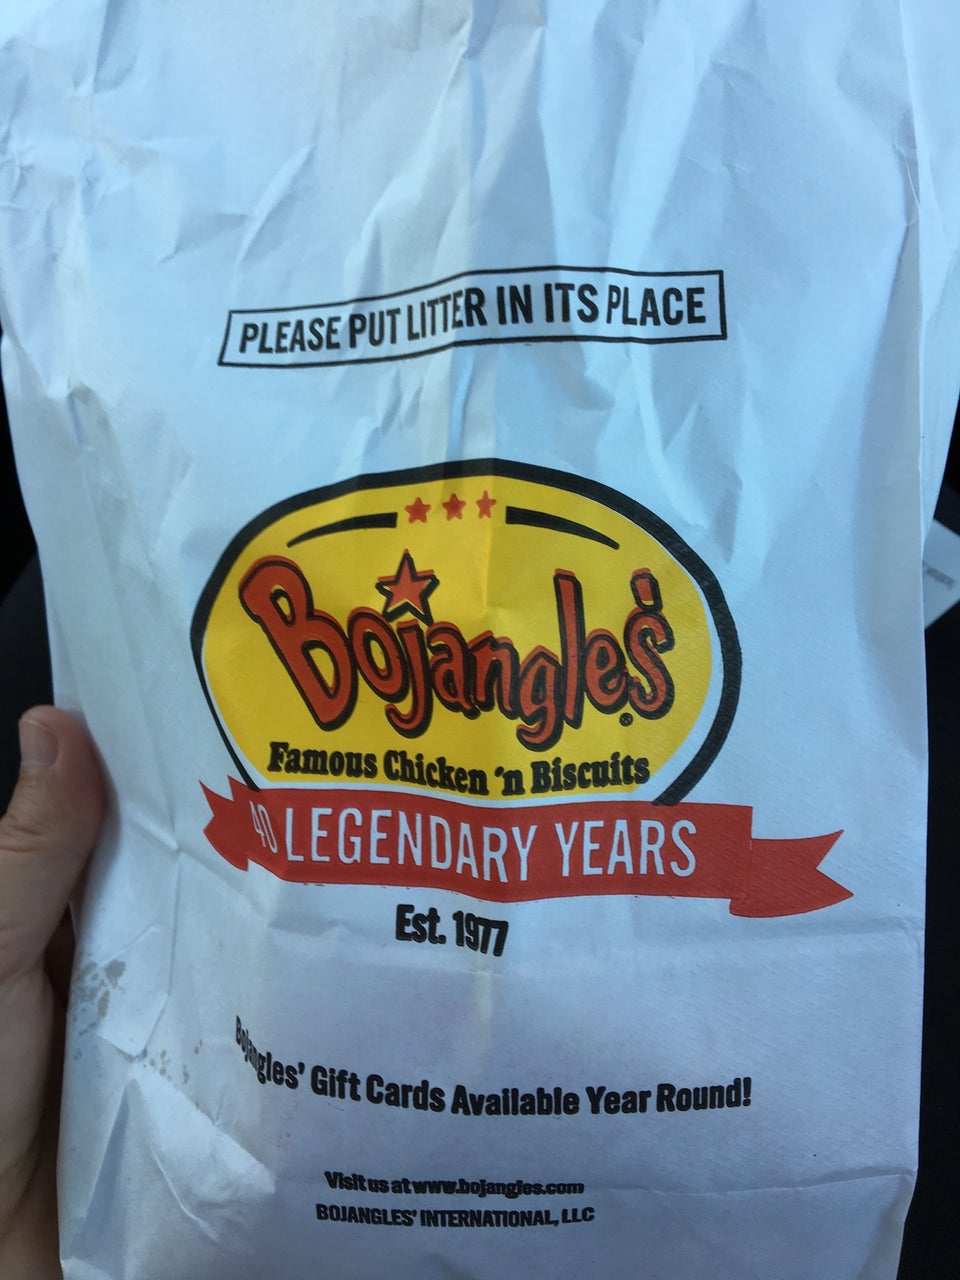 PLEASE PUT LITTER IN ITS PLACE
Bojangles'
Famous Chicken 'n Biscuits
40 LEGENDARY YEARS
Est. 1977
Bojangles' Gift Cards Available Year Round!
Visit us at www.bojangles.com
BOJANGLES' INTERNATIONAL, LLC